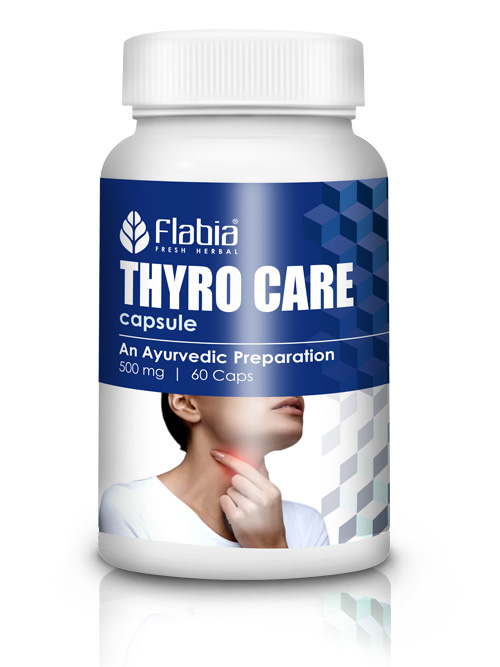 Flabia®
FRESH HERBAL
THYRO CARE
capsule
An Ayurvedic Preparation
500 mg | 60 Caps